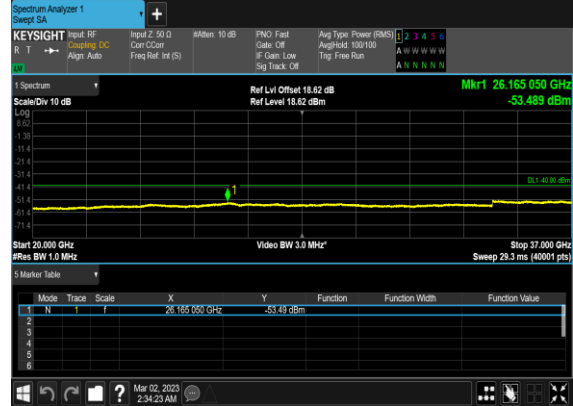 Spectrum Analyzer 1
Swept SA
+
KEYSIGHT Input: RF Input Z: 50 Ω #Atten: 10 dB PNO: Fast Avg Type: Power (RMS) 1 2 3 4 5 6
R T Coupling: DC Corr CCorr Gate: Off Avg|Hold: 100/100 A W W W W W
Align: Auto Freq Ref: Int (S) IF Gain: Low Trig: Free Run
LU Sig Track: Off A N N N N N
1 Spectrum
Ref Lvl Offset 18.62 dB Mkr1 26.165 050 GHz
Scale/Div 10 dB Ref Level 18.62 dBm -53.489 dBm
Log
8.62
-1.38
-11.4
-21.4
-31.4
DL1 -40.00 dBm
-41.4
1
-51.4
-61.4
-71.4
Start 20.000 GHz Video BW 3.0 MHz* Stop 37.000 GHz
#Res BW 1.0 MHz Sweep 29.3 ms (40001 pts)
5 Marker Table
Mode Trace Scale X Y Function Function Width Function Value
1 N 1 f 26.165 050 GHz -53.49 dBm
2
3
4
5
6
? Mar 02, 2023
2:34:23 AM